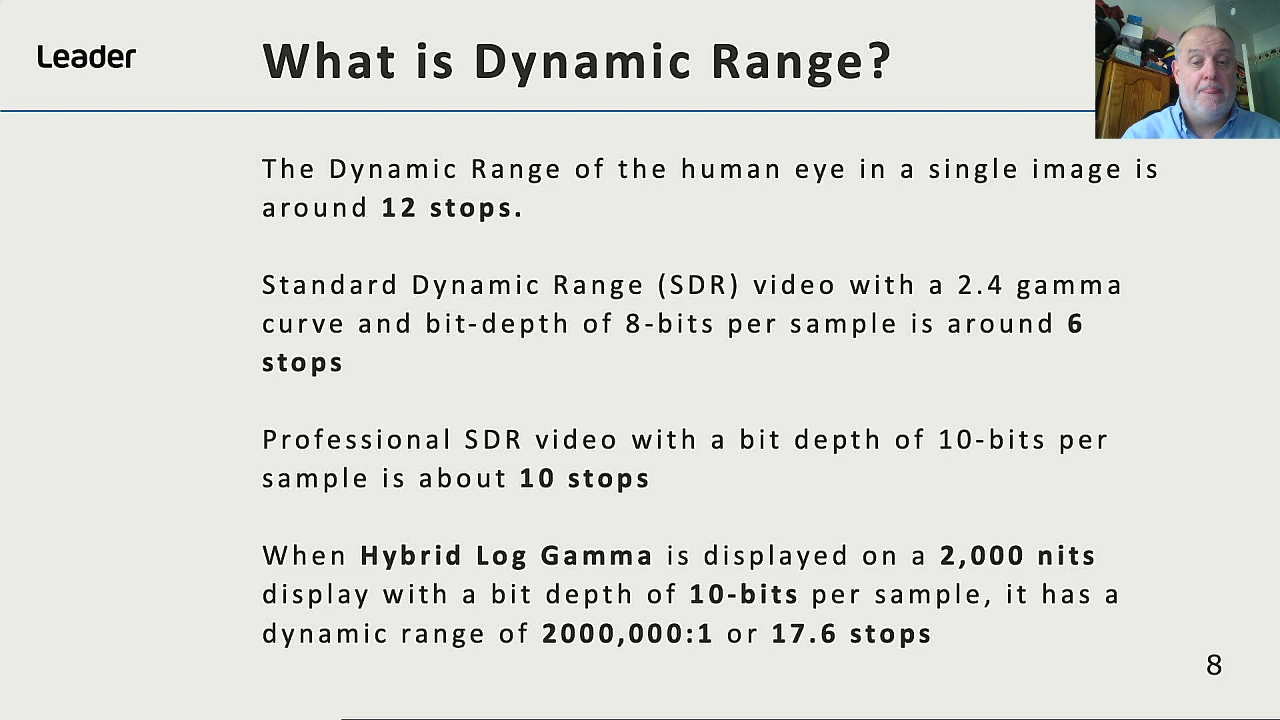 Leader
What is Dynamic Range?
The Dynamic Range of the human eye in a single image is
around 12 stops.
Standard Dynamic Range (SDR) video with a 2.4 gamma
curve and bit-depth of 8-bits per sample is around 6
stops
Professional SDR video with a bit depth of 10-bits per
sample is about 10 stops
When Hybrid Log Gamma is displayed on a 2,000 nits
display with a bit depth of 10-bits per sample, it has a
dynamic range of 2000,000:1 or 17.6 stops
8